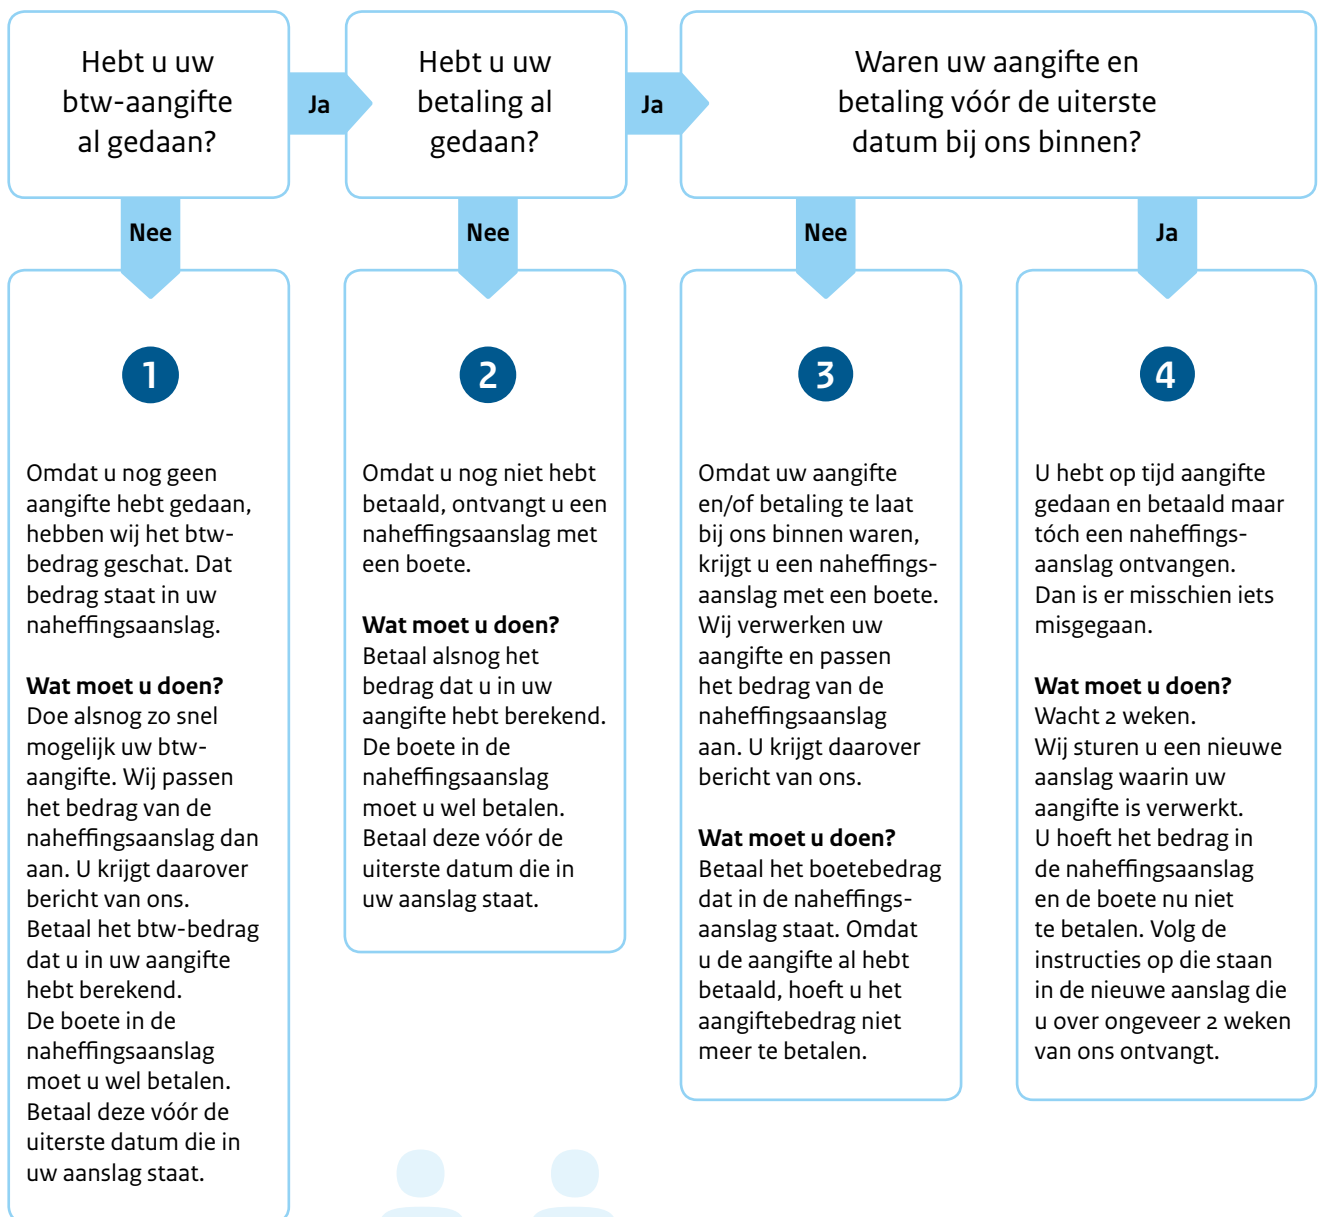 Hebt u uw
btw-aangifte
al gedaan?
Ja
Hebt u uw
betaling al
gedaan?
Ja
Waren uw aangifte en
betaling vóór de uiterste
datum bij ons binnen?
Nee
Nee
Nee
Ja
1
Omdat u nog geen
aangifte hebt gedaan,
hebben wij het btw-
bedrag geschat. Dat
bedrag staat in uw
naheffingsaanslag.
Wat moet u doen?
Doe alsnog zo snel
mogelijk uw btw-
aangifte. Wij passen
het bedrag van de
naheffingsaanslag dan
aan. U krijgt daarover
bericht van ons.
Betaal het btw-bedrag
dat u in uw aangifte
hebt berekend.
De boete in de
naheffingsaanslag
moet u wel betalen.
Betaal deze vóór de
uiterste datum die in
uw aanslag staat.
2
Omdat u nog niet hebt
betaald, ontvangt u een
naheffingsaanslag met
een boete.
Wat moet u doen?
Betaal alsnog het
bedrag dat u in uw
aangifte hebt berekend.
De boete in de
naheffingsaanslag
moet u wel betalen.
Betaal deze vóór de
uiterste datum die in
uw aanslag staat.
3
Omdat uw aangifte
en/of betaling te laat
bij ons binnen waren,
krijgt u een naheffings-
aanslag met een boete.
Wij verwerken uw
aangifte en passen
het bedrag van de
naheffingsaanslag
aan. U krijgt daarover
bericht van ons.
Wat moet u doen?
Betaal het boetebedrag
dat in de naheffings-
aanslag staat. Omdat
u de aangifte al hebt
betaald, hoeft u het
aangiftebedrag niet
meer te betalen.
4
U hebt op tijd aangifte
gedaan en betaald maar
tóch een naheffings-
aanslag ontvangen.
Dan is er misschien iets
misgegaan.
Wat moet u doen?
Wacht 2 weken.
Wij sturen u een nieuwe
aanslag waarin uw
aangifte is verwerkt.
U hoeft het bedrag in
de naheffingsaanslag
en de boete nu niet
te betalen. Volg de
instructies op die staan
in de nieuwe aanslag die
u over ongeveer 2 weken
van ons ontvangt.